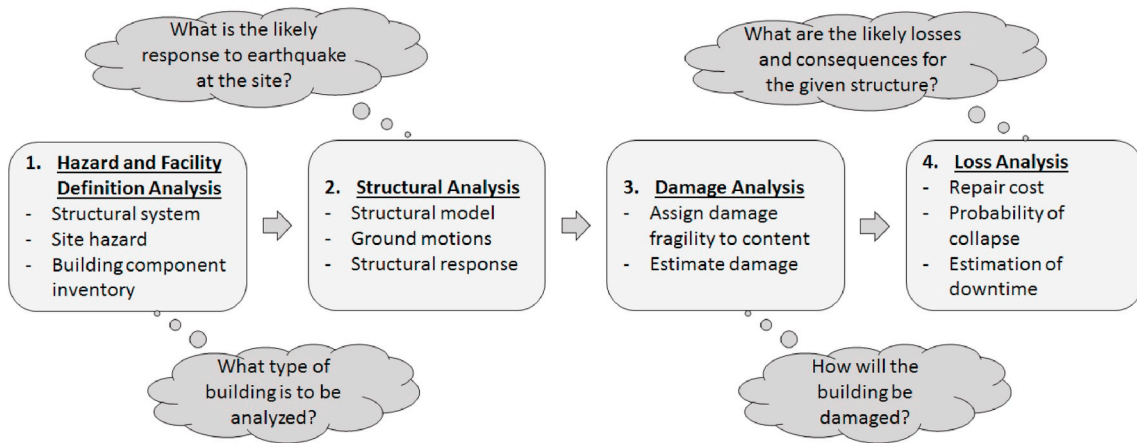 What is the likely
response to earthquake
at the site?
What are the likely losses
and consequences for
the given structure?
1. Hazard and Facility
Definition Analysis
- Structural system
- Site hazard
- Building component
inventory
2. Structural Analysis
- Structural model
- Ground motions
- Structural response
3. Damage Analysis
- Assign damage
fragility to content
- Estimate damage
4. Loss Analysis
- Repair cost
- Probability of
collapse
- Estimation of
downtime
What type of
building is to be
analyzed?
How will the
building be
damaged?